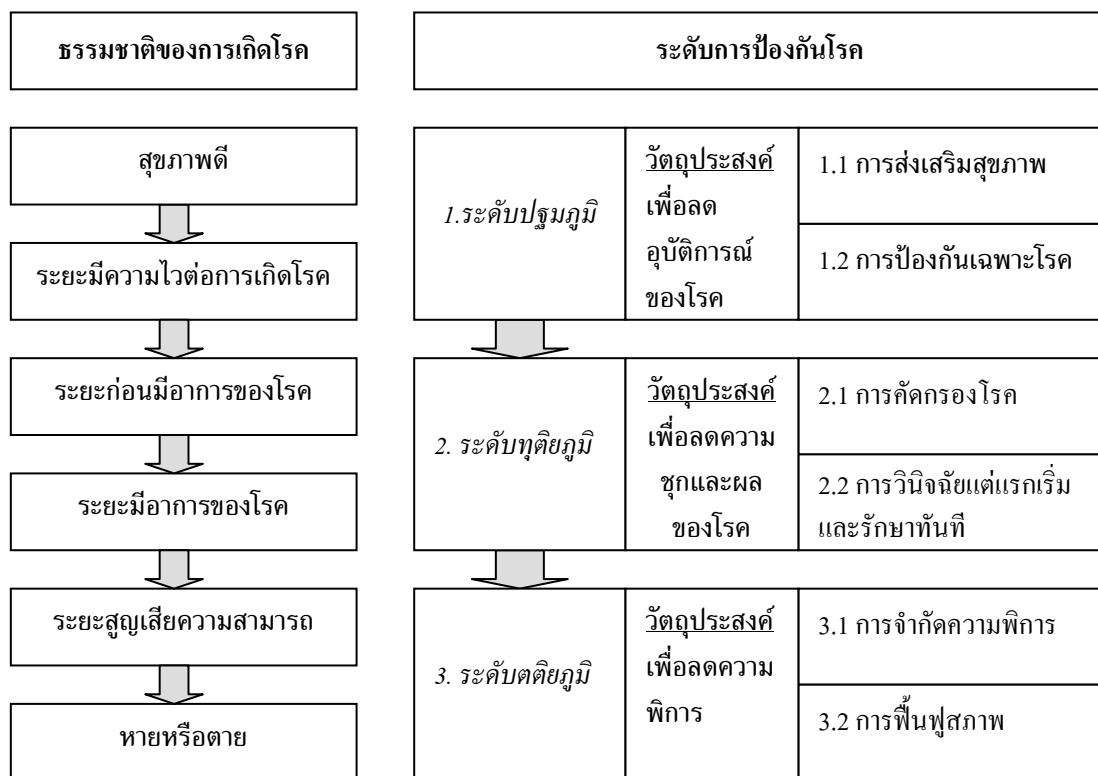 ธรรมชาติของการเกิดโรค
ระดับการป้องกันโรค
สุขภาพดี
ระยะมีความไวต่อการเกิดโรค
ระยะก่อนมีอาการของโรค
ระยะมีอาการของโรค
ระยะสูญเสียความสามารถ
หายหรือตาย
1.ระดับปฐมภูมิ
วัตถุประสงค์
เพื่อลด
อุบัติการณ์
ของโรค
1.1 การส่งเสริมสุขภาพ
1.2 การป้องกันเฉพาะโรค
2. ระดับทุติยภูมิ
วัตถุประสงค์
เพื่อลดความ
ชุกและผล
ของโรค
2.1 การคัดกรองโรค
2.2 การวินิจฉัยแต่แรกเริ่ม
และรักษาทันที
3. ระดับตติยภูมิ
วัตถุประสงค์
เพื่อลดความ
พิการ
3.1 การจำกัดความพิการ
3.2 การฟื้นฟูสภาพ